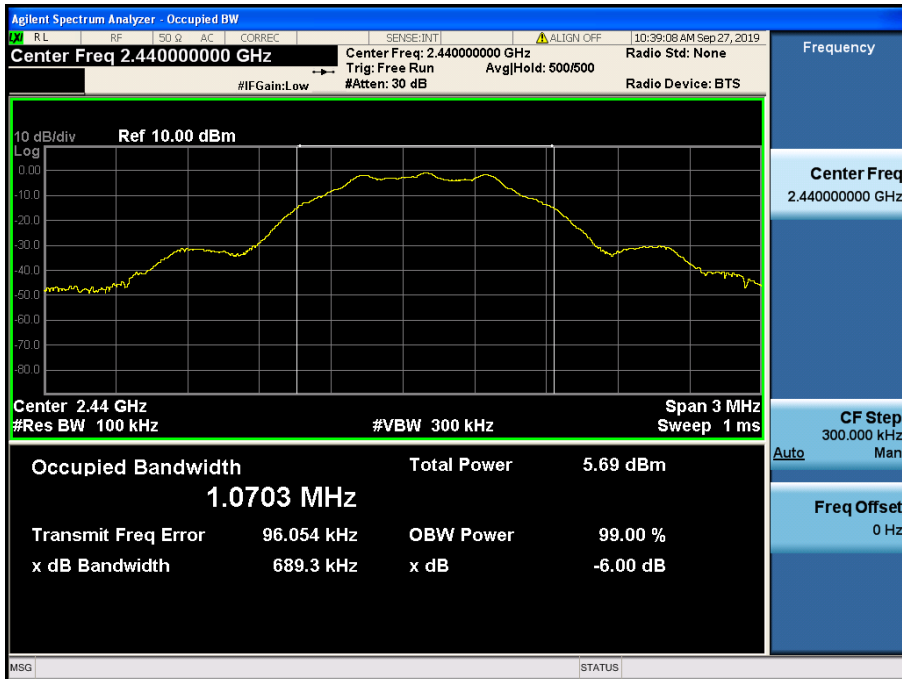 Agilent Spectrum Analyzer - Occupied BW
LXI RL RF 50 Ω AC CORREC SENSE:INT ALIGN OFF 10:39:08 AM Sep 27, 2019
Center Freq 2.440000000 GHz
Center Freq: 2.440000000 GHz Radio Std: None
Trig: Free Run Avg|Hold: 500/500
#IFGain:Low #Atten: 30 dB Radio Device: BTS
10 dB/div Ref 10.00 dBm
Log
0.00
-10.0
-20.0
-30.0
-40.0
-50.0
-60.0
-70.0
-80.0
Center 2.44 GHz Span 3 MHz
#Res BW 100 kHz #VBW 300 kHz Sweep 1 ms
Occupied Bandwidth Total Power 5.69 dBm
1.0703 MHz
Transmit Freq Error 96.054 kHz OBW Power 99.00 %
x dB Bandwidth 689.3 kHz x dB -6.00 dB
MSG STATUS
Frequency
Center Freq
2.440000000 GHz
CF Step
300.000 kHz
Auto Man
Freq Offset
0 Hz